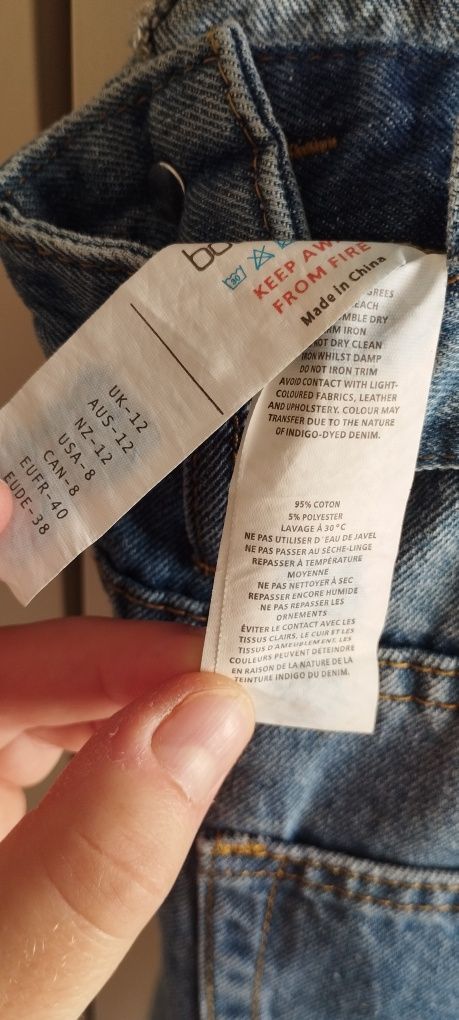 KEEP
FROM FIRE
Made in China
30
UK-12
AUS-12
NZ-12
USA-8
CAN-8
EUFR-40
EUDE-38
DRY
IRON
DRY CLEAN
IRON WHILST DAMP
DO NOT IRON TRIM
AVOID CONTACT WITH LIGHT-
COLOURED FABRICS, LEATHER
AND UPHOLSTERY. COLOUR MAY
TRANSFER DUE TO THE NATURE
OF INDIGO-DYED DENIM.
95% COTON
5% POLYESTER
LAVAGE À 30°C
NE PAS UTILISER D'EAU DE JAVEL
NE PAS PASSER AU SÈCHE-LINGE
REPASSER À TEMPÉRATURE
MOYENNE
NE PAS NETTOYER À SEC
REPASSER ENCORE HUMIDE
NE PAS REPASSER LES
ORNEMENTS
ÉVITER LE CONTACT AVEC LES
TISSUS CLAIRS, LE CUIR ET LES
TISSUS D'AMEUBLEMENT. LES
COULEURS PEUVENT DÉTEINDRE
EN RAISON DE LA NATURE DE LA
TEINTURE INDIGO DU DENIM.